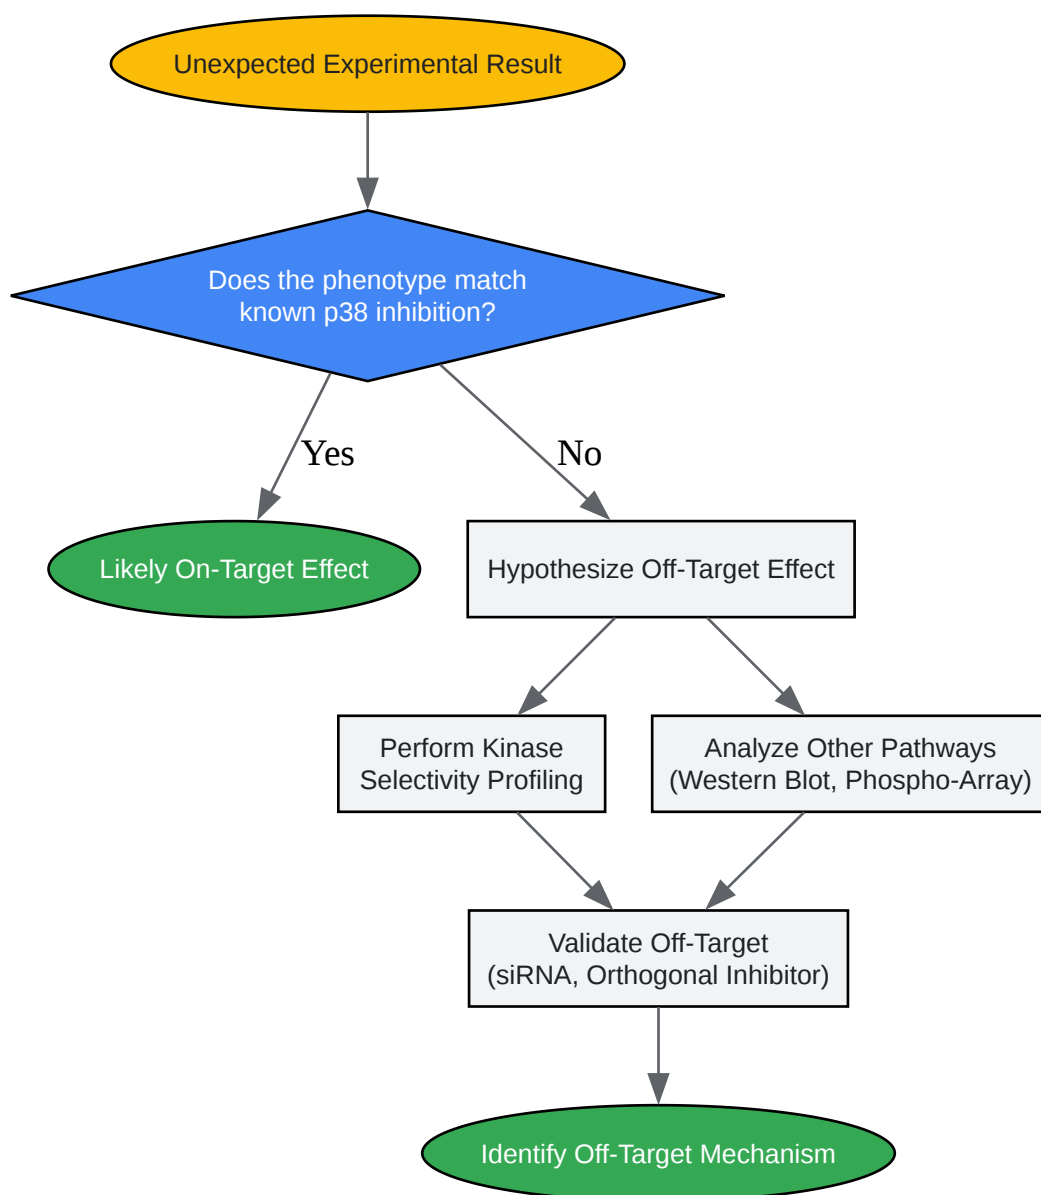 Unexpected Experimental Result
Does the phenotype match
known p38 inhibition?
Yes
No
Likely On-Target Effect
Hypothesize Off-Target Effect
Perform Kinase
Selectivity Profiling
Analyze Other Pathways
(Western Blot, Phospho-Array)
Validate Off-Target
(siRNA, Orthogonal Inhibitor)
Identify Off-Target Mechanism